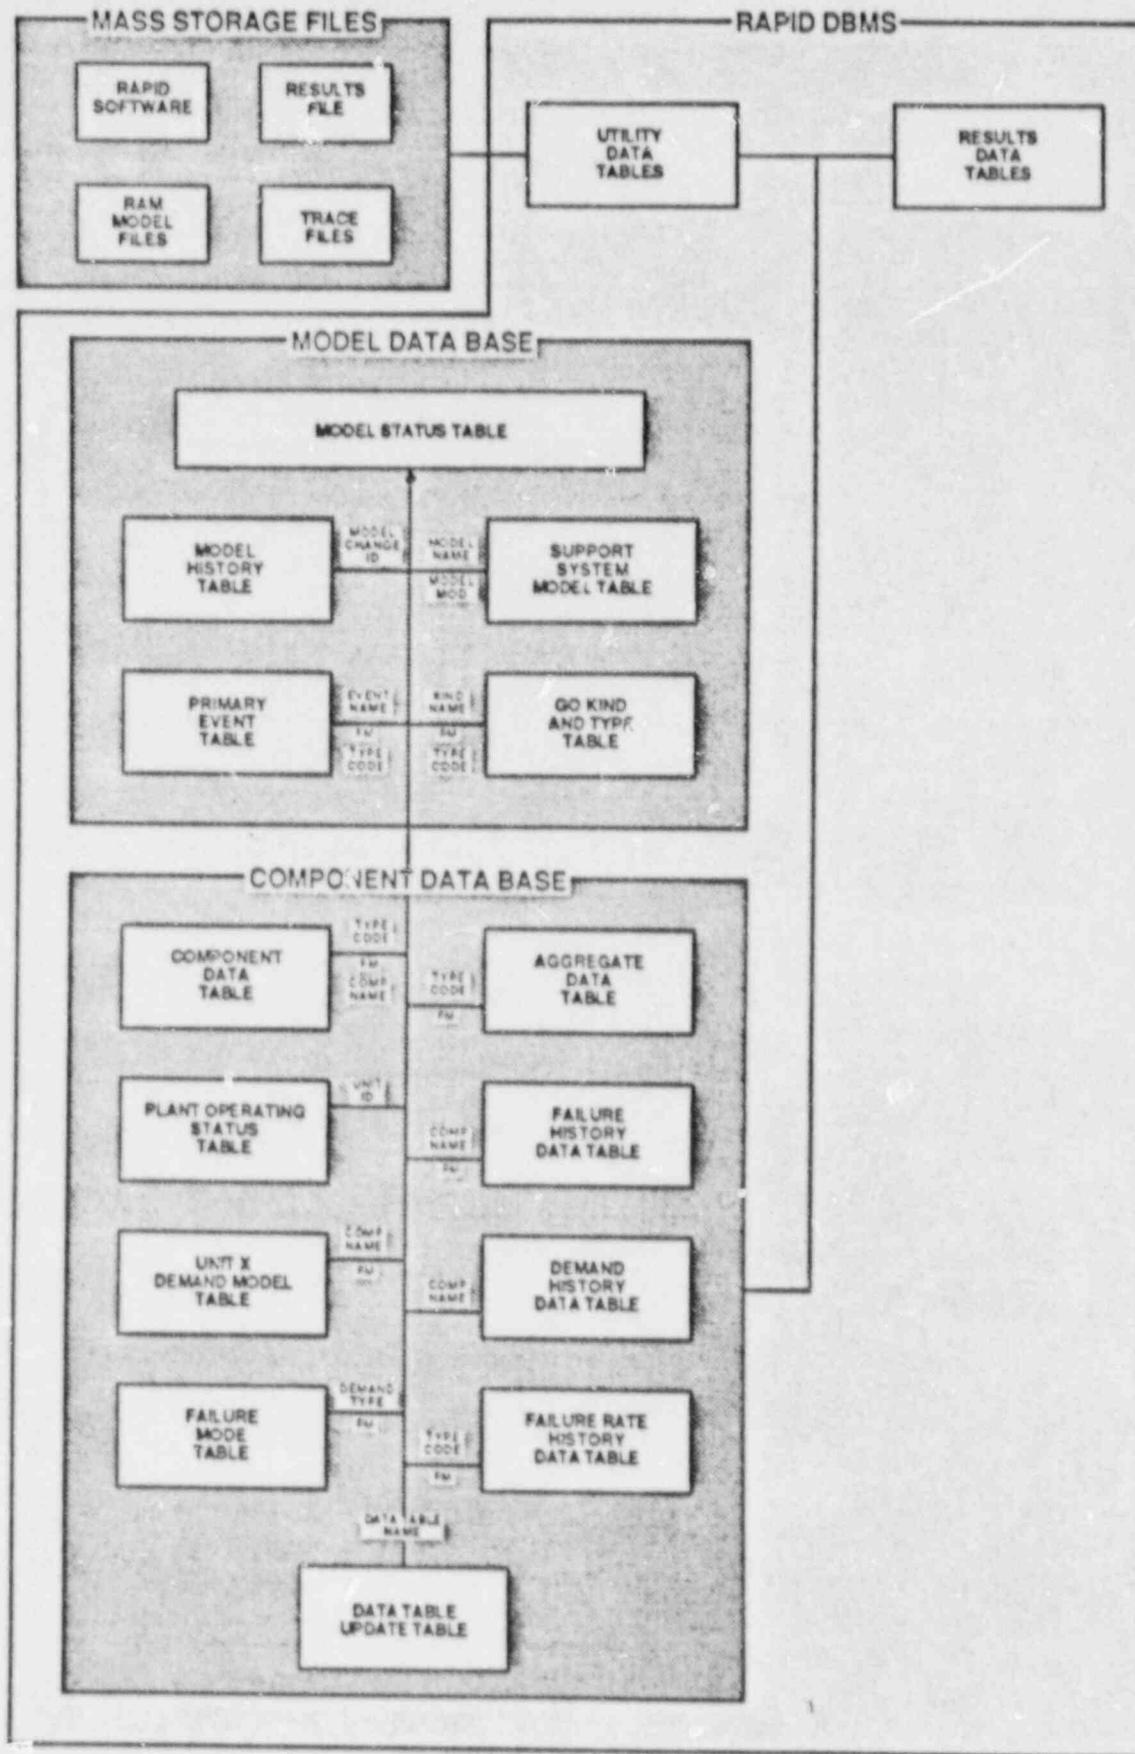 MASS STORAGE FILES
RAPID DBMS
RAPID
SOFTWARE
RESULTS
FILE
RAM
MODEL
FILES
TRACE
FILES
UTILITY
DATA
TABLES
RESULTS
DATA
TABLES
MODEL DATA BASE
MODEL STATUS TABLE
MODEL
HISTORY
TABLE
MODEL
CHANGE
ID
MODEL
NAME
MODEL
MOD
SUPPORT
SYSTEM
MODEL TABLE
PRIMARY
EVENT
TABLE
EVENT
NAME
FM
TYPE
CODE
KIND
NAME
FM
TYPE
CODE
GO KIND
AND TYPE
TABLE
COMPONENT DATA BASE
COMPONENT
DATA
TABLE
TYPE
CODE
FM
COMP
NAME
TYPE
CODE
FM
AGGREGATE
DATA
TABLE
PLANT OPERATING
STATUS
TABLE
UNIT
ID
COMP
NAME
FM
FAILURE
HISTORY
DATA TABLE
UNIT X
DEMAND MODEL
TABLE
COMP
NAME
FM
COMP
NAME
DEMAND
HISTORY
DATA TABLE
FAILURE
MODE
TABLE
DEMAND
TYPE
FM
TYPE
CODE
FM
FAILURE RATE
HISTORY
DATA TABLE
DATA TABLE
NAME
DATA TABLE
UPDATE TABLE